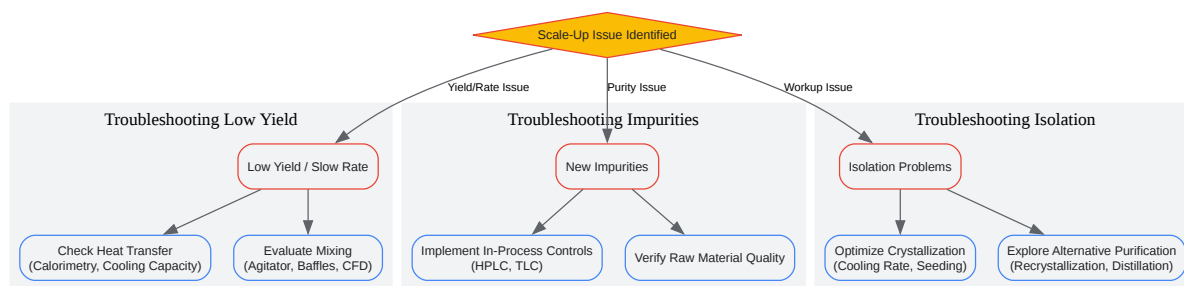 Scale-Up Issue Identified
Yield/Rate Issue
Purity Issue
Workup Issue
Troubleshooting Low Yield
Troubleshooting Impurities
Troubleshooting Isolation
Low Yield / Slow Rate
New Impurities
Isolation Problems
Check Heat Transfer
(Calorimetry, Cooling Capacity)
Evaluate Mixing
(Agitator, Baffles, CFD)
Implement In-Process Controls
(HPLC, TLC)
Verify Raw Material Quality
Optimize Crystallization
(Cooling Rate, Seeding)
Explore Alternative Purification
(Recrystallization, Distillation)